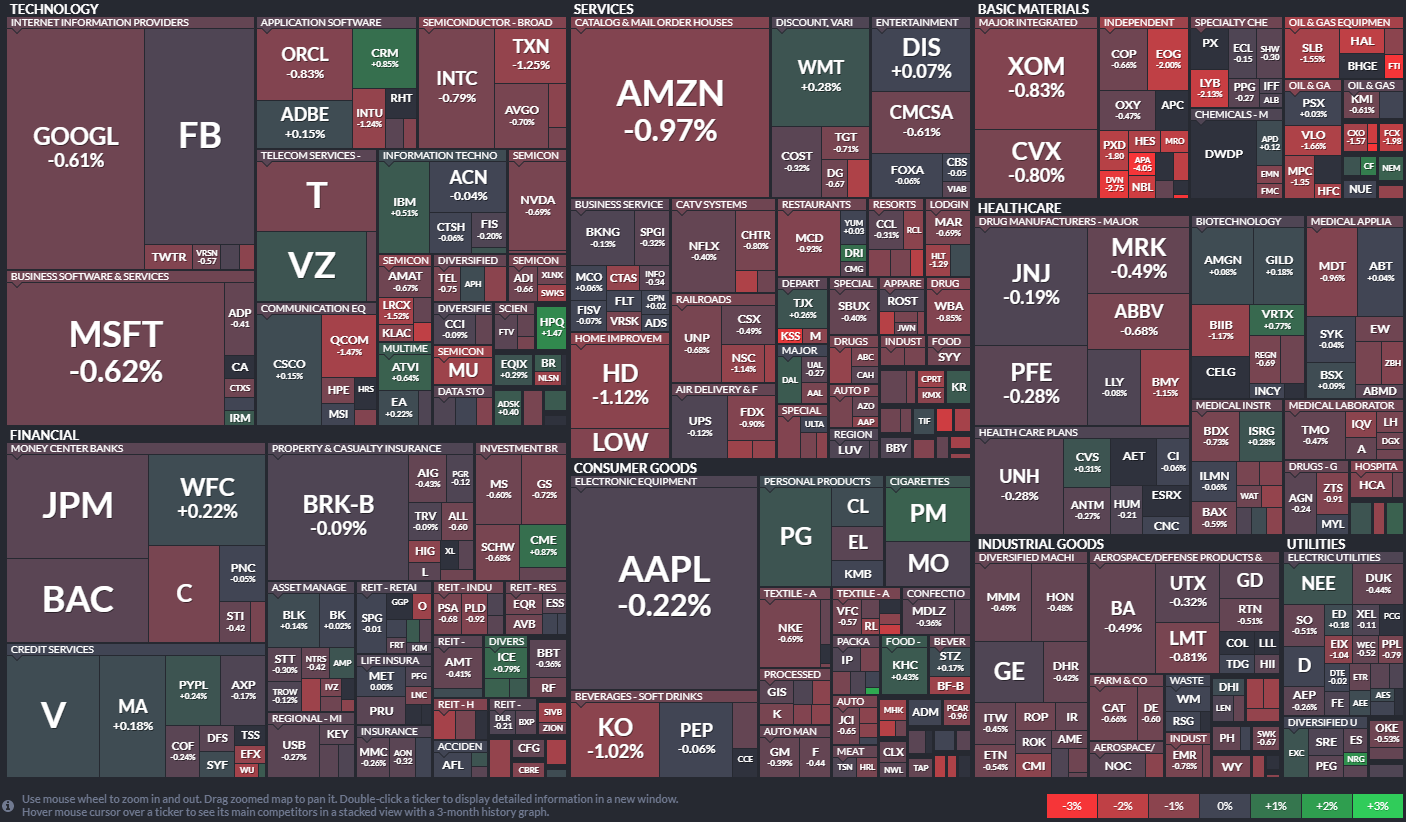 TECHNOLOGY
INTERNET INFORMATION PROVIDERS
GOOGL
-0.61%
FB
TWTR
VRSN
-0.57
APPLICATION SOFTWARE
ORCL
-0.83%
CRM
+0.85%
ADBE
+0.15%
INTU
-1.24%
RHT
SEMICONDUCTOR - BROAD
INTC
-0.79%
TXN
-1.25%
AVGO
-0.70%
BUSINESS SOFTWARE & SERVICES
MSFT
-0.62%
ADP
-0.41
CA
CTXS
IRM
TELECOM SERVICES -
T
VZ
INFORMATION TECHNO
IBM
+0.51%
ACN
-0.04%
CTSH
-0.06%
FIS
-0.20%
SEMICON
NVDA
-0.69%
COMMUNICATION EQ
CSCO
+0.15%
QCOM
-1.47%
HPE
HRS
MSI
SEMICON
AMAT
-0.67%
LRCX
-1.52%
KLAC
DIVERSIFIED
TEL
-0.75
APH
SEMICON
ADI
-0.66
XLNX
SWKS
DIVERSIFIE
CCI
-0.09%
SCIEN
FTV
HPQ
+1.47
MULTIME
ATVI
+0.64%
EA
+0.22%
SEMICON
MU
DATA STO
EQIX
+0.29%
BR
NLSN
ADSK
+0.40
SERVICES
CATALOG & MAIL ORDER HOUSES
AMZN
-0.97%
DISCOUNT, VARI
WMT
+0.28%
COST
-0.32%
TGT
-0.71%
DG
-0.67
ENTERTAINMENT
DIS
+0.07%
CMCSA
-0.61%
FOXA
-0.06%
CBS
-0.05
VIAB
BUSINESS SERVICE
BKNG
-0.13%
SPGI
-0.32%
MCO
+0.06%
CTAS
INFO
-0.34
FISV
-0.07%
FLT
GPN
+0.02
VRSK
ADS
CATV SYSTEMS
NFLX
-0.40%
CHTR
-0.80%
RESTAURANTS
MCD
-0.93%
YUM
+0.03
DRI
CMG
RESORTS
CCL
-0.31%
RCL
LODGIN
MAR
-0.69%
HLT
-1.29
HOME IMPROVEM
HD
-1.12%
LOW
RAILROADS
UNP
-0.68%
CSX
-0.49%
NSC
-1.14%
AIR DELIVERY & F
UPS
-0.12%
FDX
-0.90%
DEPART
TJX
+0.26%
KSS
M
SPECIAL
SBUX
-0.40%
APPARE
ROST
JWN
DRUG
WBA
-0.85%
MAJOR
DAL
UAL
-0.27
AAL
DRUGS
ABC
CAH
INDUST
FOOD
SYY
CPRT
KMX
KR
SPECIAL
ULTA
AUTO P
AZO
AAP
REGION
LUV
TIF
BBY
BASIC MATERIALS
MAJOR INTEGRATED
XOM
-0.83%
CVX
-0.80%
INDEPENDENT
COP
-0.66%
EOG
-2.00%
OXY
-0.47%
APC
PXD
-1.80
HES
MRO
APA
-4.05
DVN
-2.75
NBL
SPECIALTY CHE
PX
ECL
-0.15
SHW
-0.30
LYB
-2.13%
PPG
-0.27
IFF
ALB
CHEMICALS - M
DWDP
APD
+0.12
EMN
FMC
OIL & GAS EQUIPMEN
SLB
-1.55%
HAL
BHGE
FTI
OIL & GA
PSX
+0.03%
VLO
-1.66%
MPC
-1.35
HFC
OIL & GAS
KMI
-0.61%
CXO
-1.57
FCX
-1.98
CF
NEM
NUE
HEALTHCARE
DRUG MANUFACTURERS - MAJOR
JNJ
-0.19%
MRK
-0.49%
ABBV
-0.68%
PFE
-0.28%
LLY
-0.08%
BMY
-1.15%
BIOTECHNOLOGY
AMGN
+0.08%
GILD
+0.18%
BIIB
-1.17%
VRTX
+0.77%
CELG
REGN
-0.69
INCY
MEDICAL APPLIA
MDT
-0.96%
ABT
-0.04%
SYK
-0.04%
EW
ZBH
BSX
+0.09%
ABMD
HEALTH CARE PLANS
UNH
-0.28%
CVS
+0.31%
AET
CI
-0.06%
ANTM
-0.27%
HUM
-0.21
ESRX
CNC
MEDICAL INSTR
BDX
-0.73%
ISRG
+0.28%
ILMN
-0.06%
WAT
BAX
-0.59%
MEDICAL LABORATOR
TMO
-0.47%
IQV
LH
A
DGX
DRUGS - G
AGN
-0.24
ZTS
-0.91
MYL
HOSPITA
HCA
FINANCIAL
MONEY CENTER BANKS
JPM
WFC
+0.22%
BAC
C
PNC
-0.05%
STI
-0.42
PROPERTY & CASUALTY INSURANCE
BRK-B
-0.09%
AIG
-0.43%
PGR
-0.12
TRV
-0.09%
ALL
-0.60
HIG
XL
L
INVESTMENT BR
MS
-0.60%
GS
-0.72%
SCHW
-0.68%
CME
+0.87%
CREDIT SERVICES
V
MA
+0.18%
PYPL
+0.24%
AXP
-0.17%
COF
-0.24%
DFS
SYF
TSS
EFX
WU
ASSET MANAGE
BLK
+0.14%
BK
+0.02%
STT
-0.30%
NTRS
-0.42
AMP
TROW
-0.12%
IVZ
REGIONAL - MI
USB
-0.27%
KEY
REIT - RETAI
SPG
-0.01
GGP
O
FRT
KIM
LIFE INSURA
MET
0.00%
PFG
LNC
PRU
INSURANCE
MMC
-0.26%
AON
-0.32
REIT - INDU
PSA
-0.68
PLD
-0.92
REIT - RES
EQR
ESS
AVB
REIT -
AMT
-0.41%
DIVERS
ICE
+0.79%
BBT
-0.36%
RF
REIT - H
REIT -
DLR
-0.21
BXP
SIVB
ZION
ACCIDEN
AFL
CFG
CBRE
CONSUMER GOODS
ELECTRONIC EQUIPMENT
AAPL
-0.22%
PERSONAL PRODUCTS
PG
CL
EL
KMB
CIGARETTES
PM
MO
BEVERAGES - SOFT DRINKS
KO
-1.02%
PEP
-0.06%
CCE
TEXTILE - A
NKE
-0.69%
TEXTILE - A
VFC
-0.57
RL
CONFECTIO
MDLZ
-0.36%
PACKA
IP
FOOD -
KHC
+0.43%
BEVER
STZ
+0.17%
BF-B
PROCESSED
GIS
K
AUTO
JCI
-0.65
MHK
ADM
PCAR
-0.96
AUTO MAN
GM
-0.39%
F
-0.44
MEAT
TSN
HRL
CLX
NWL
TAP
INDUSTRIAL GOODS
DIVERSIFIED MACHI
MMM
-0.49%
HON
-0.48%
GE
DHR
-0.42%
ITW
-0.45%
ROP
IR
ETN
-0.54%
ROK
AME
CMI
AEROSPACE/DEFENSE PRODUCTS &
BA
-0.49%
UTX
-0.32%
GD
LMT
-0.81%
RTN
-0.51%
COL
LLL
TDG
HII
FARM & CO
CAT
-0.66%
DE
-0.60
WASTE
WM
RSG
DHI
LEN
AEROSPACE/
NOC
INDUST
EMR
-0.78%
PH
SWK
-0.67
WY
UTILITIES
ELECTRIC UTILITIES
NEE
DUK
-0.44%
SO
-0.51%
ED
+0.18
XEL
-0.11
PCG
EIX
-1.04
WEC
-0.52
PPL
-0.79
D
DTE
-0.02
ETR
AEP
-0.26%
FE
AEE
AES
DIVERSIFIED U
EXC
SRE
ES
OKE
-0.53%
PEG
NRG
Use mouse wheel to zoom in and out. Drag zoomed map to pan it. Double-click a ticker to display detailed information in a new window.
Hover mouse cursor over a ticker to see its main competitors in a stacked view with a 3-month history graph.
-3%
-2%
-1%
0%
+1%
+2%
+3%